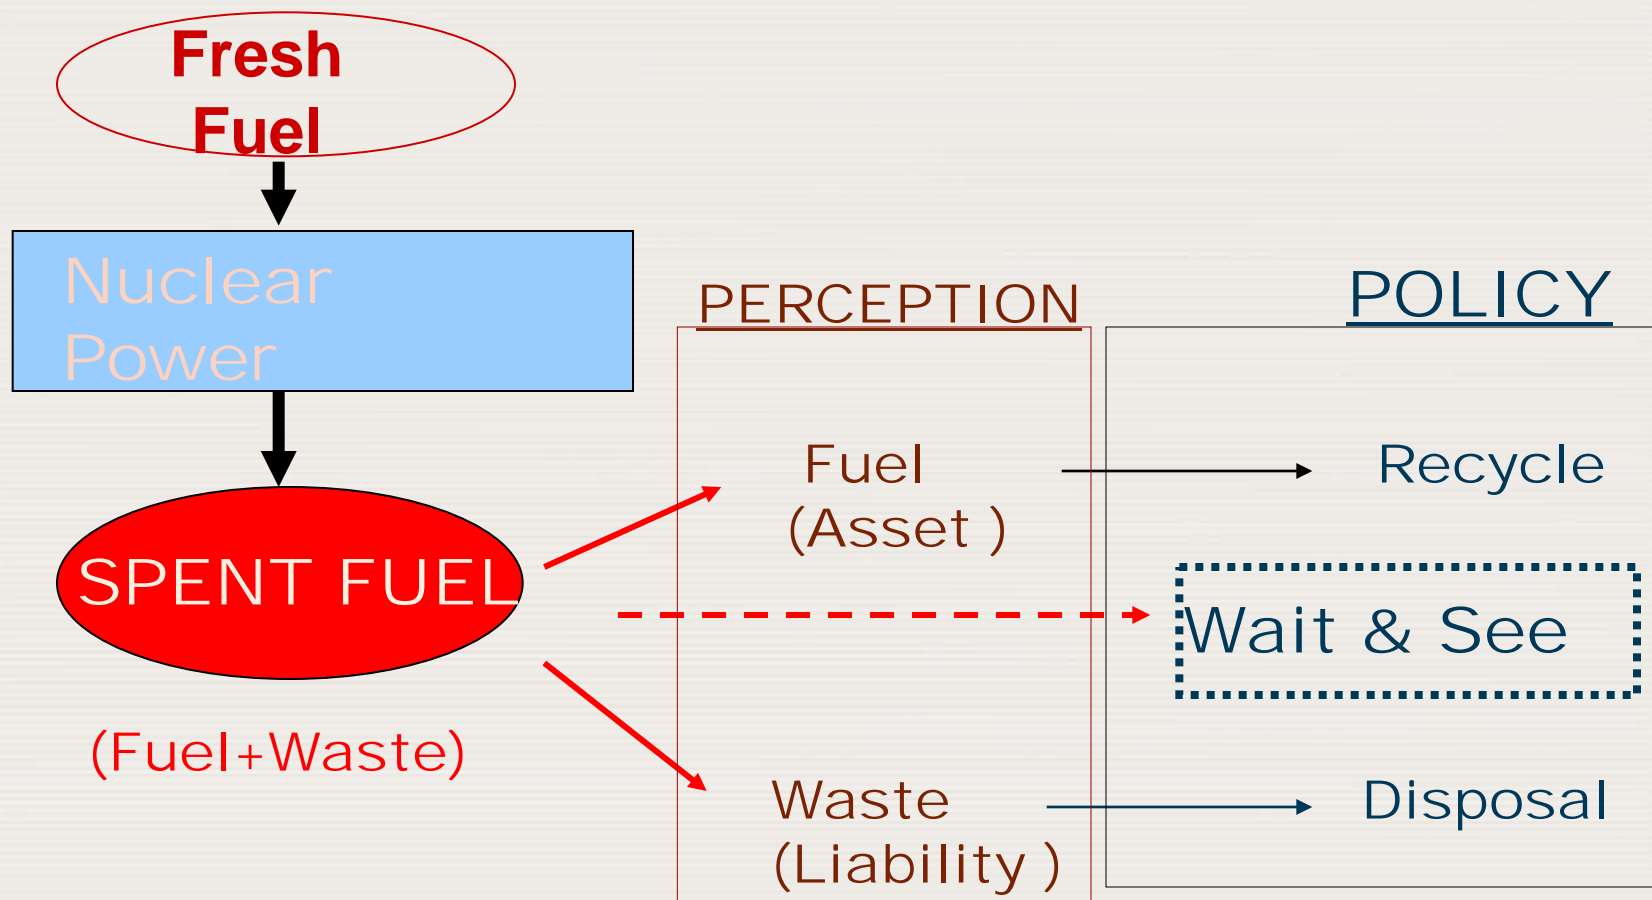 Fresh
Fuel
Nuclear
Power
SPENT FUEL
(Fuel+Waste)
PERCEPTION
Fuel
(Asset )
Waste
(Liability )
POLICY
Recycle
Wait & See
Disposal